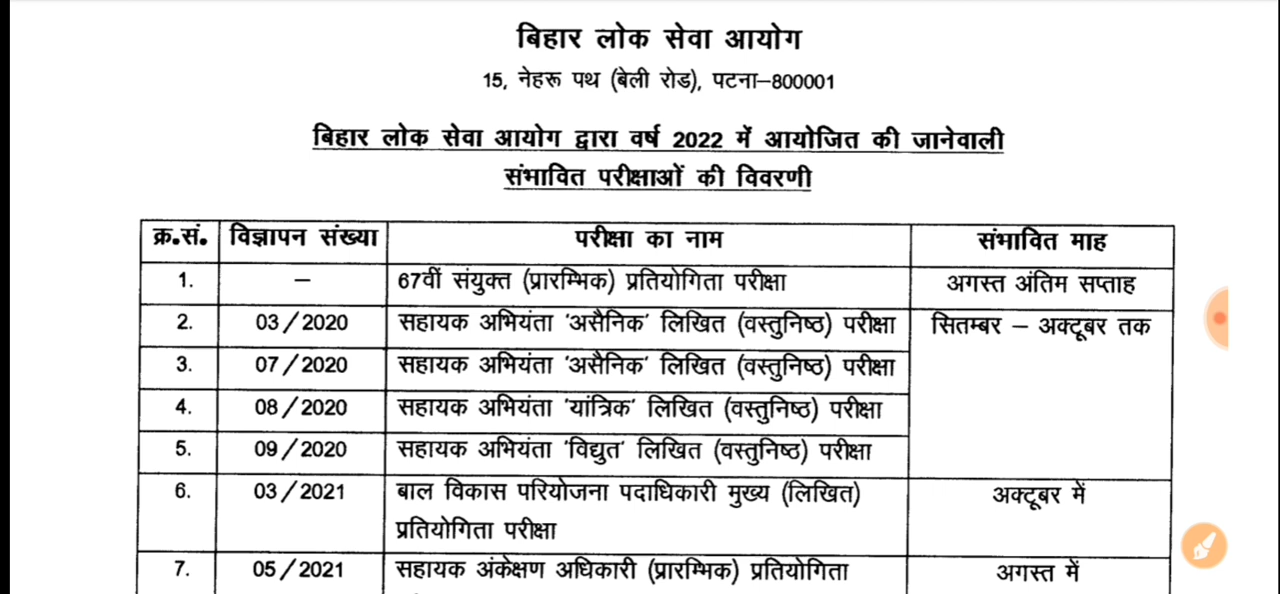 बिहार लोक सेवा आयोग
15, नेहरू पथ (बेली रोड), पटना–800001
बिहार लोक सेवा आयोग द्वारा वर्ष 2022 में आयोजित की जानेवाली
संभावित परीक्षाओं की विवरणी
क्र.सं. विज्ञापन संख्या परीक्षा का नाम संभावित माह
1. – 67वीं संयुक्त (प्रारम्भिक) प्रतियोगिता परीक्षा अगस्त अंतिम सप्ताह
2. 03/2020 सहायक अभियंता 'असैनिक' लिखित (वस्तुनिष्ठ) परीक्षा सितम्बर – अक्टूबर तक
3. 07/2020 सहायक अभियंता 'असैनिक' लिखित (वस्तुनिष्ठ) परीक्षा
4. 08/2020 सहायक अभियंता 'यांत्रिक' लिखित (वस्तुनिष्ठ) परीक्षा
5. 09/2020 सहायक अभियंता 'विद्युत' लिखित (वस्तुनिष्ठ) परीक्षा
6. 03/2021 बाल विकास परियोजना पदाधिकारी मुख्य (लिखित) अक्टूबर में
प्रतियोगिता परीक्षा
7. 05/2021 सहायक अंकेक्षण अधिकारी (प्रारम्भिक) प्रतियोगिता अगस्त में